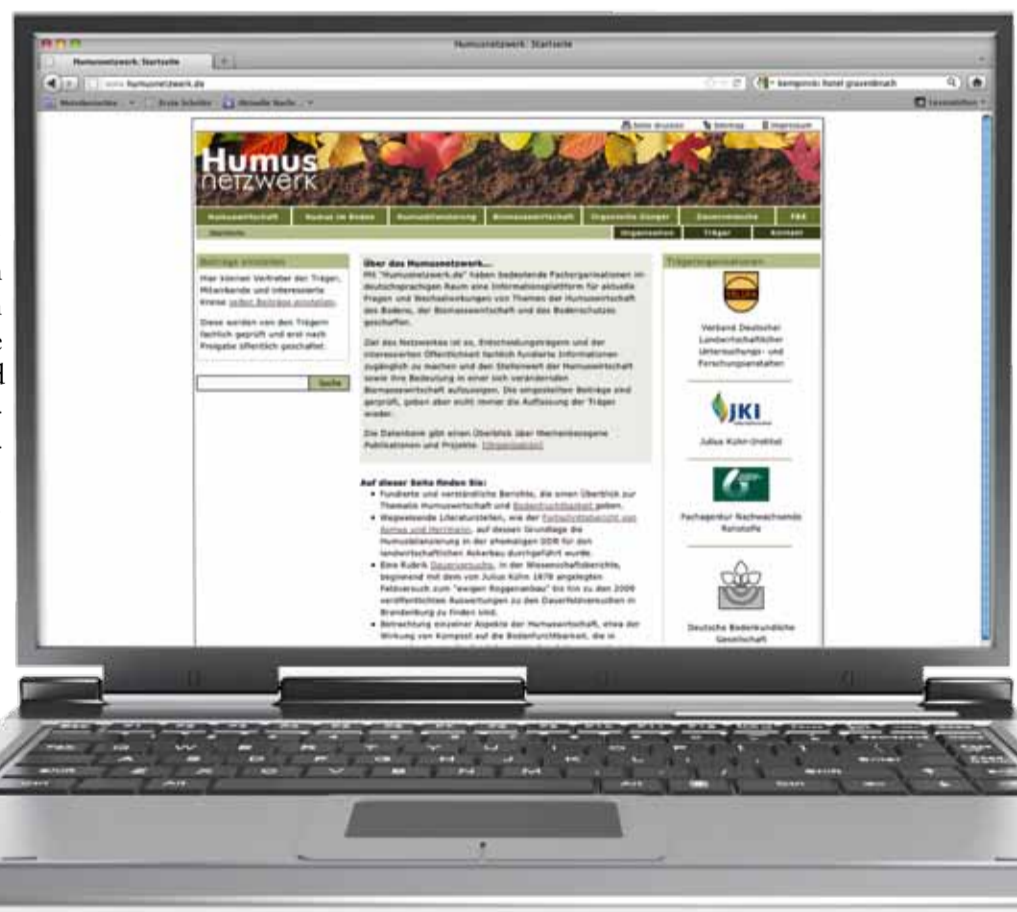 Humusnetzwerk: Startseite
Humusnetzwerk: Startseite
www.humusnetzwerk.de
kempinski hotel gravenbruch
Erste Schritte
Lesezeichen
Seite drucken
Sitemap
Impressum
Humus
netzwerk
Humuswirtschaft
Humus im Boden
Humusbilanzierung
Biomassewirtschaft
Organische Dünger
Dauerversuche
FBK
Startseite
Organisation
Träger
Kontakt
Beiträge einstellen
Hier können Vertreter der Träger,
Mitwirkende und interessierte
Kreise selbst Beiträge einstellen.
Diese werden von den Trägern
fachlich geprüft und erst nach
Freigabe öffentlich geschaltet.
Suche
Über das Humusnetzwerk...
Mit "Humusnetzwerk.de" haben bedeutende Fachorganisationen im
deutschsprachigen Raum eine Informationsplattform für aktuelle
Fragen und Wechselwirkungen von Themen der Humuswirtschaft
des Bodens, der Biomassewirtschaft und des Bodenschutzes
geschaffen.
Ziel des Netzwerkes ist es, Entscheidungsträgern und der
interessierten Öffentlichkeit fachlich fundierte Informationen
zugänglich zu machen und den Stellenwert der Humuswirtschaft
sowie ihre Bedeutung in einer sich verändernden
Biomassewirtschaft aufzuzeigen. Die eingestellten Beiträge sind
geprüft, geben aber nicht immer die Auffassung der Träger
wieder.
Die Datenbank gibt einen Überblick über themenbezogene
Publikationen und Projekte. [Organisation]
Auf dieser Seite finden Sie:
• Fundierte und verständliche Berichte, die einen Überblick zur
Thematik Humuswirtschaft und Bodenfruchtbarkeit geben.
• Wegweisende Literaturstellen, wie der Fortschrittsbericht von
Asmus und Herrmann, auf dessen Grundlage die
Humusbilanzierung in der ehemaligen DDR für den
landwirtschaftlichen Ackerbau durchgeführt wurde.
• Eine Rubrik Dauerversuche, in der Wissenschaftsberichte,
beginnend mit dem von Julius Kühn 1878 angelegten
Feldversuch zum "ewigen Roggenanbau" bis hin zu den 2009
veröffentlichten Auswertungen zu den Dauerfeldversuchen in
Brandenburg zu finden sind.
• Betrachtung einzelner Aspekte der Humuswirtschaft, etwa der
Wirkung von Kompost auf die Bodenfurchtbarkeit, die in
Trägerorganisationen
VDLUFA
Verband Deutscher
Landwirtschaftlicher
Untersuchungs- und
Forschungsanstalten
JKI
Julius Kühn-Institut
Fachagentur Nachwachsende
Rohstoffe
Deutsche Bodenkundliche
Gesellschaft